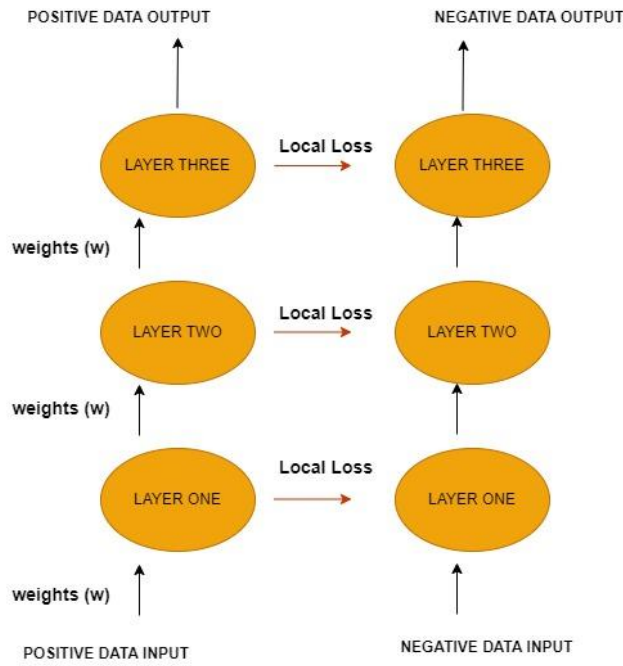 POSITIVE DATA OUTPUT
NEGATIVE DATA OUTPUT
LAYER THREE
Local Loss
LAYER THREE
weights (w)
LAYER TWO
Local Loss
LAYER TWO
weights (w)
LAYER ONE
Local Loss
LAYER ONE
weights (w)
POSITIVE DATA INPUT
NEGATIVE DATA INPUT